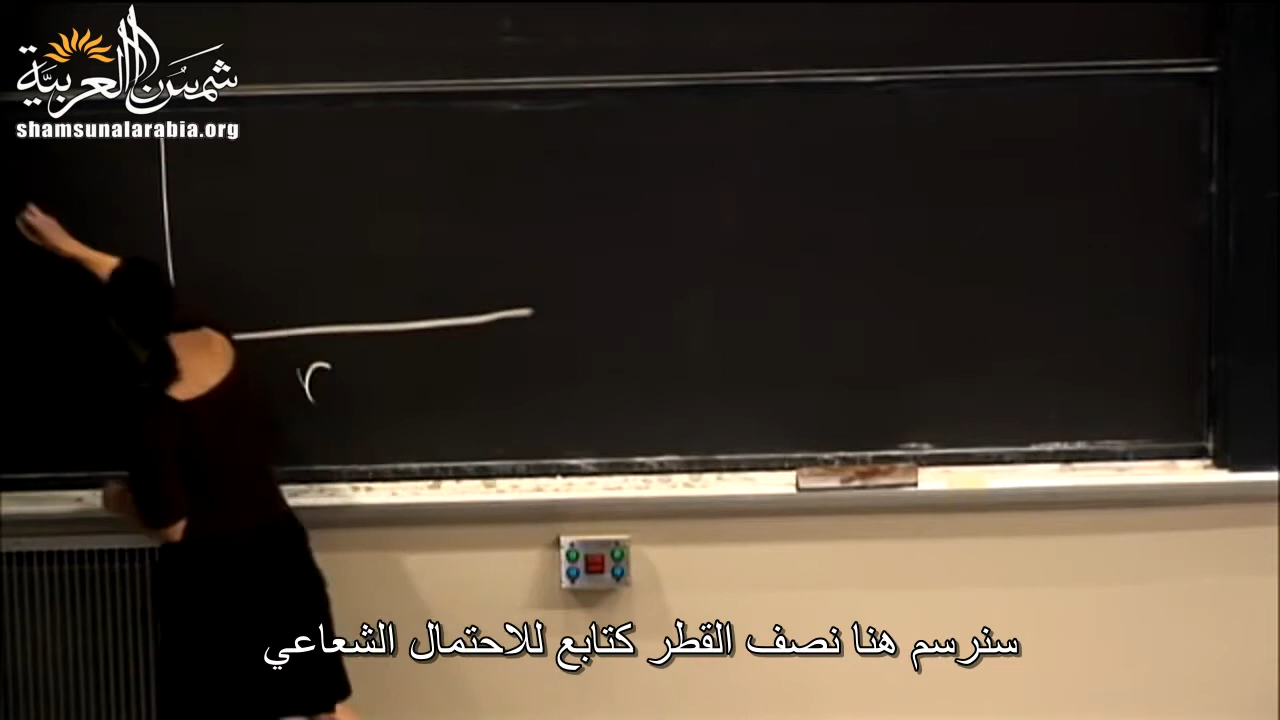 شمس العربية
shamsunalarabia.org
r
سنرسم هنا نصف القطر كتابع للاحتمال الشعاعي